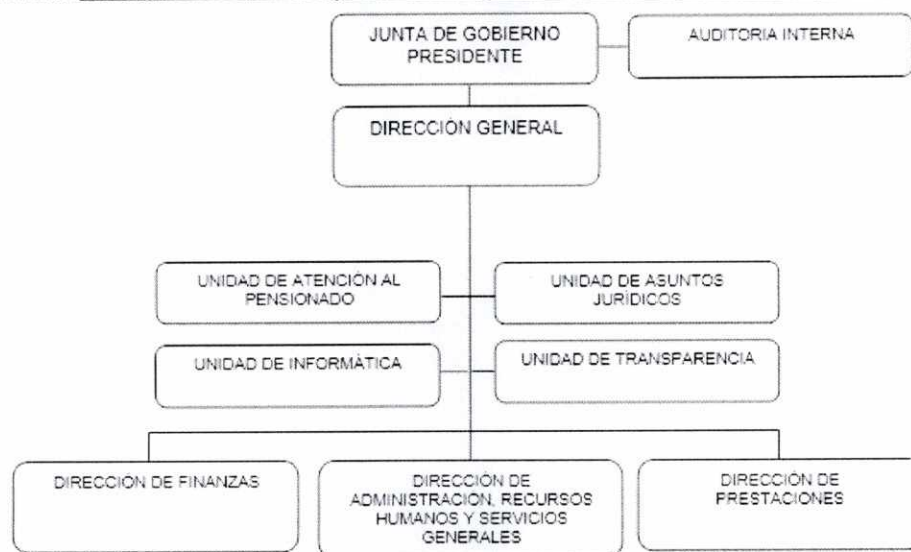 JUNTA DE GOBIERNO
PRESIDENTE
AUDITORIA INTERNA
DIRECCIÓN GENERAL
UNIDAD DE ATENCIÓN AL
PENSIONADO
UNIDAD DE ASUNTOS
JURÍDICOS
UNIDAD DE INFORMÁTICA
UNIDAD DE TRANSPARENCIA
DIRECCIÓN DE FINANZAS
DIRECCIÓN DE
ADMINISTRACIÓN, RECURSOS
HUMANOS Y SERVICIOS
GENERALES
DIRECCIÓN DE
PRESTACIONES